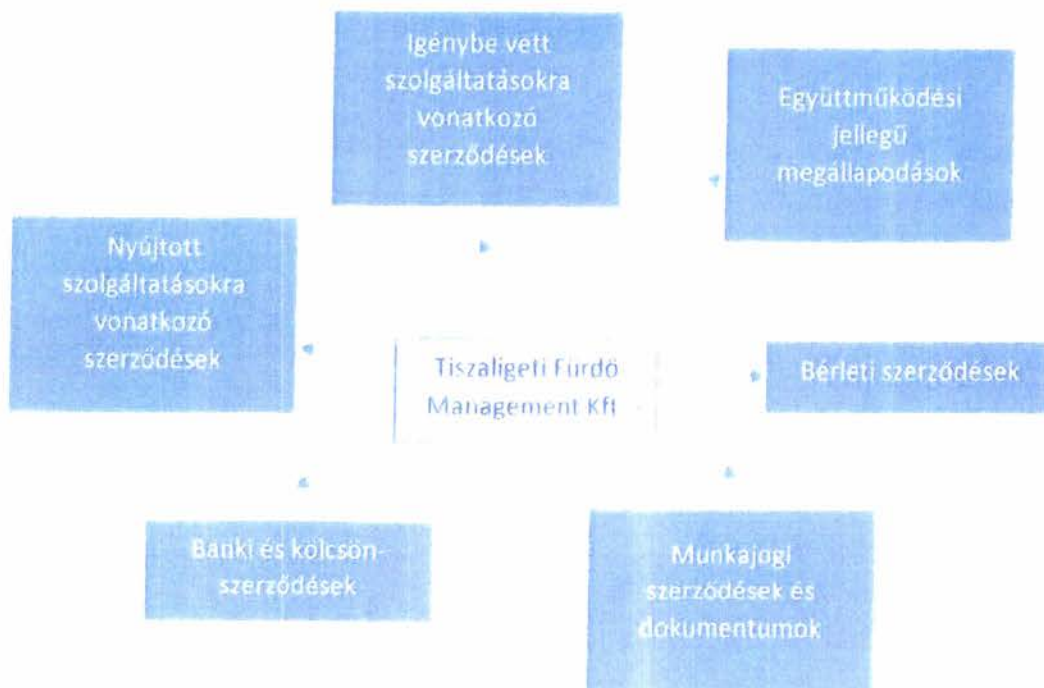 Igénybe vett
szolgáltatásokra
vonatkozó
szerződések
Együttműködési
jellegű
megállapodások
Nyújtott
szolgáltatásokra
vonatkozó
szerződések
Tiszaligeti Fürdő
Management Kft
Bérleti szerződések
Banki és kölcsön-
szerződések
Munkajogi
szerződések és
dokumentumok